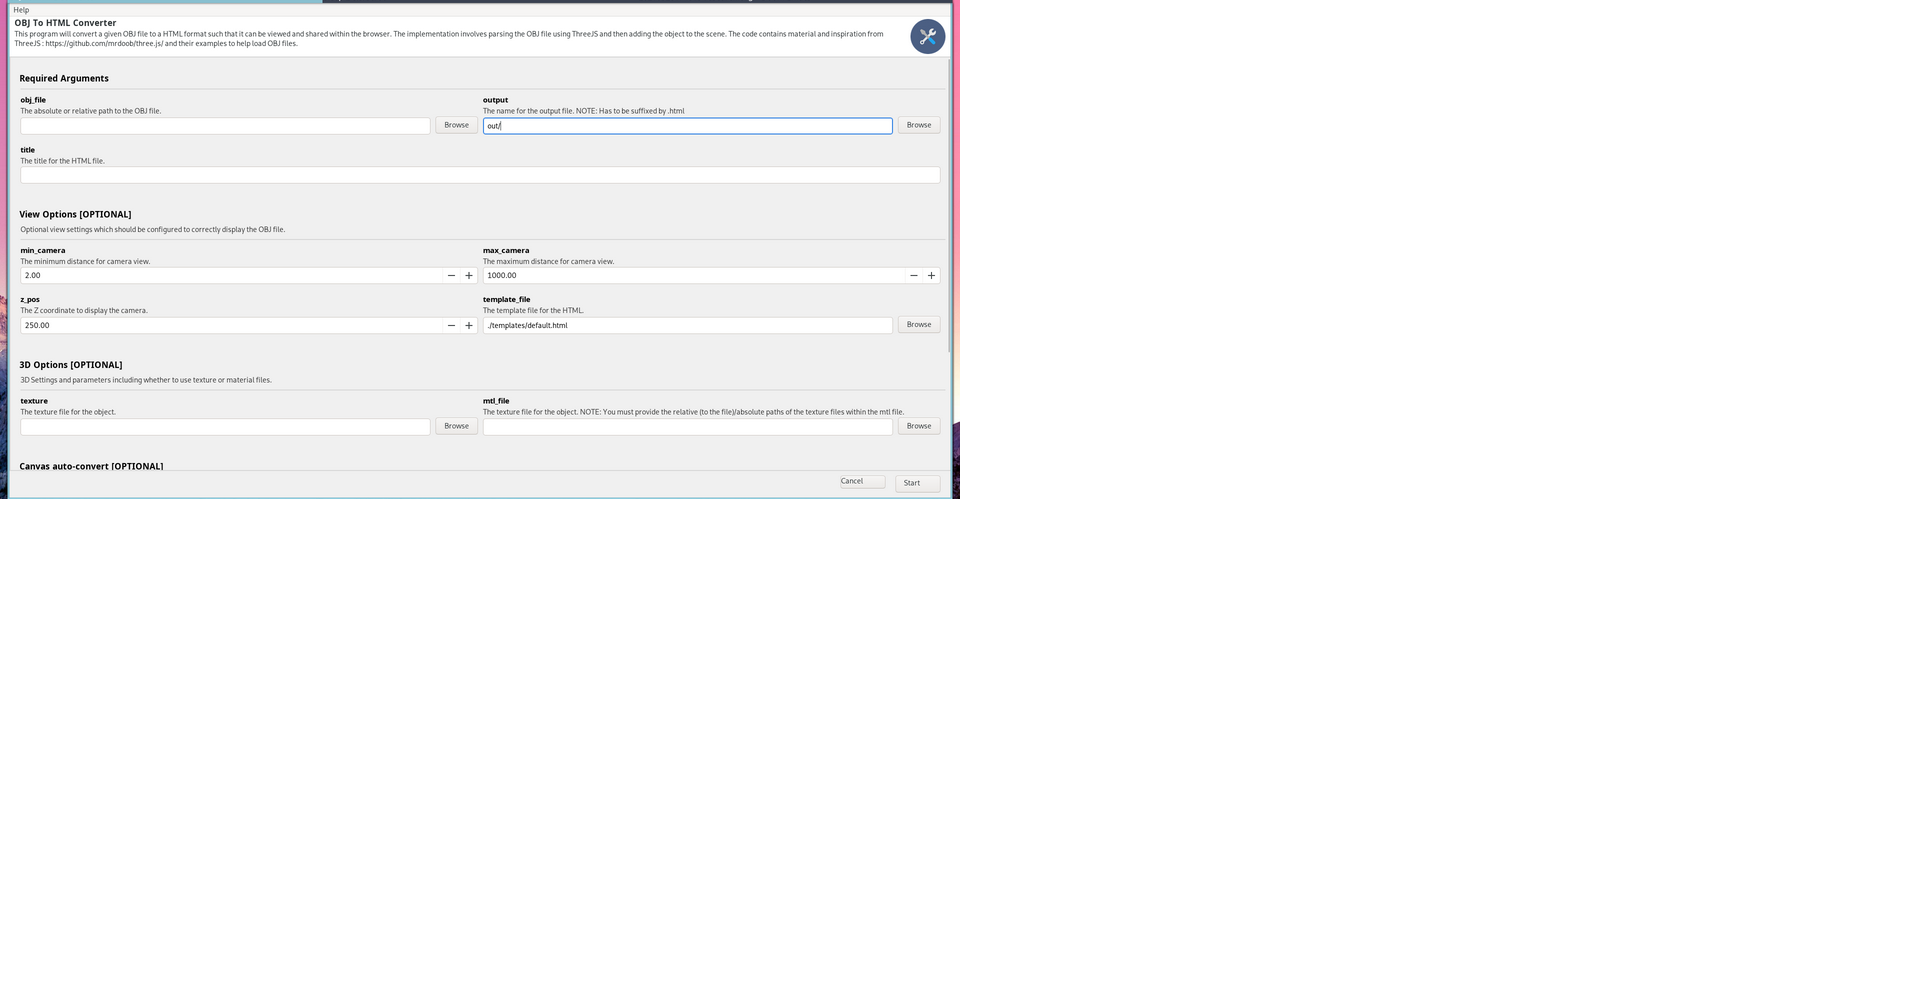 Help
OBJ To HTML Converter
This program will convert a given OBJ file to a HTML format such that it can be viewed and shared within the browser. The implementation involves parsing the OBJ file using ThreeJS and then adding the object to the scene. The code contains material and inspiration from
ThreeJS : https://github.com/mrdoob/three.js/ and their examples to help load OBJ files.
Required Arguments
obj_file
The absolute or relative path to the OBJ file.
Browse
output
The name for the output file. NOTE: Has to be suffixed by .html
out/
Browse
title
The title for the HTML file.
View Options [OPTIONAL]
Optional view settings which should be configured to correctly display the OBJ file.
min_camera
The minimum distance for camera view.
2.00
max_camera
The maximum distance for camera view.
1000.00
z_pos
The Z coordinate to display the camera.
250.00
template_file
The template file for the HTML.
./templates/default.html
Browse
3D Options [OPTIONAL]
3D Settings and parameters including whether to use texture or material files.
texture
The texture file for the object.
Browse
mtl_file
The texture file for the object. NOTE: You must provide the relative (to the file)/absolute paths of the texture files within the mtl file.
Browse
Canvas auto-convert [OPTIONAL]
Cancel
Start